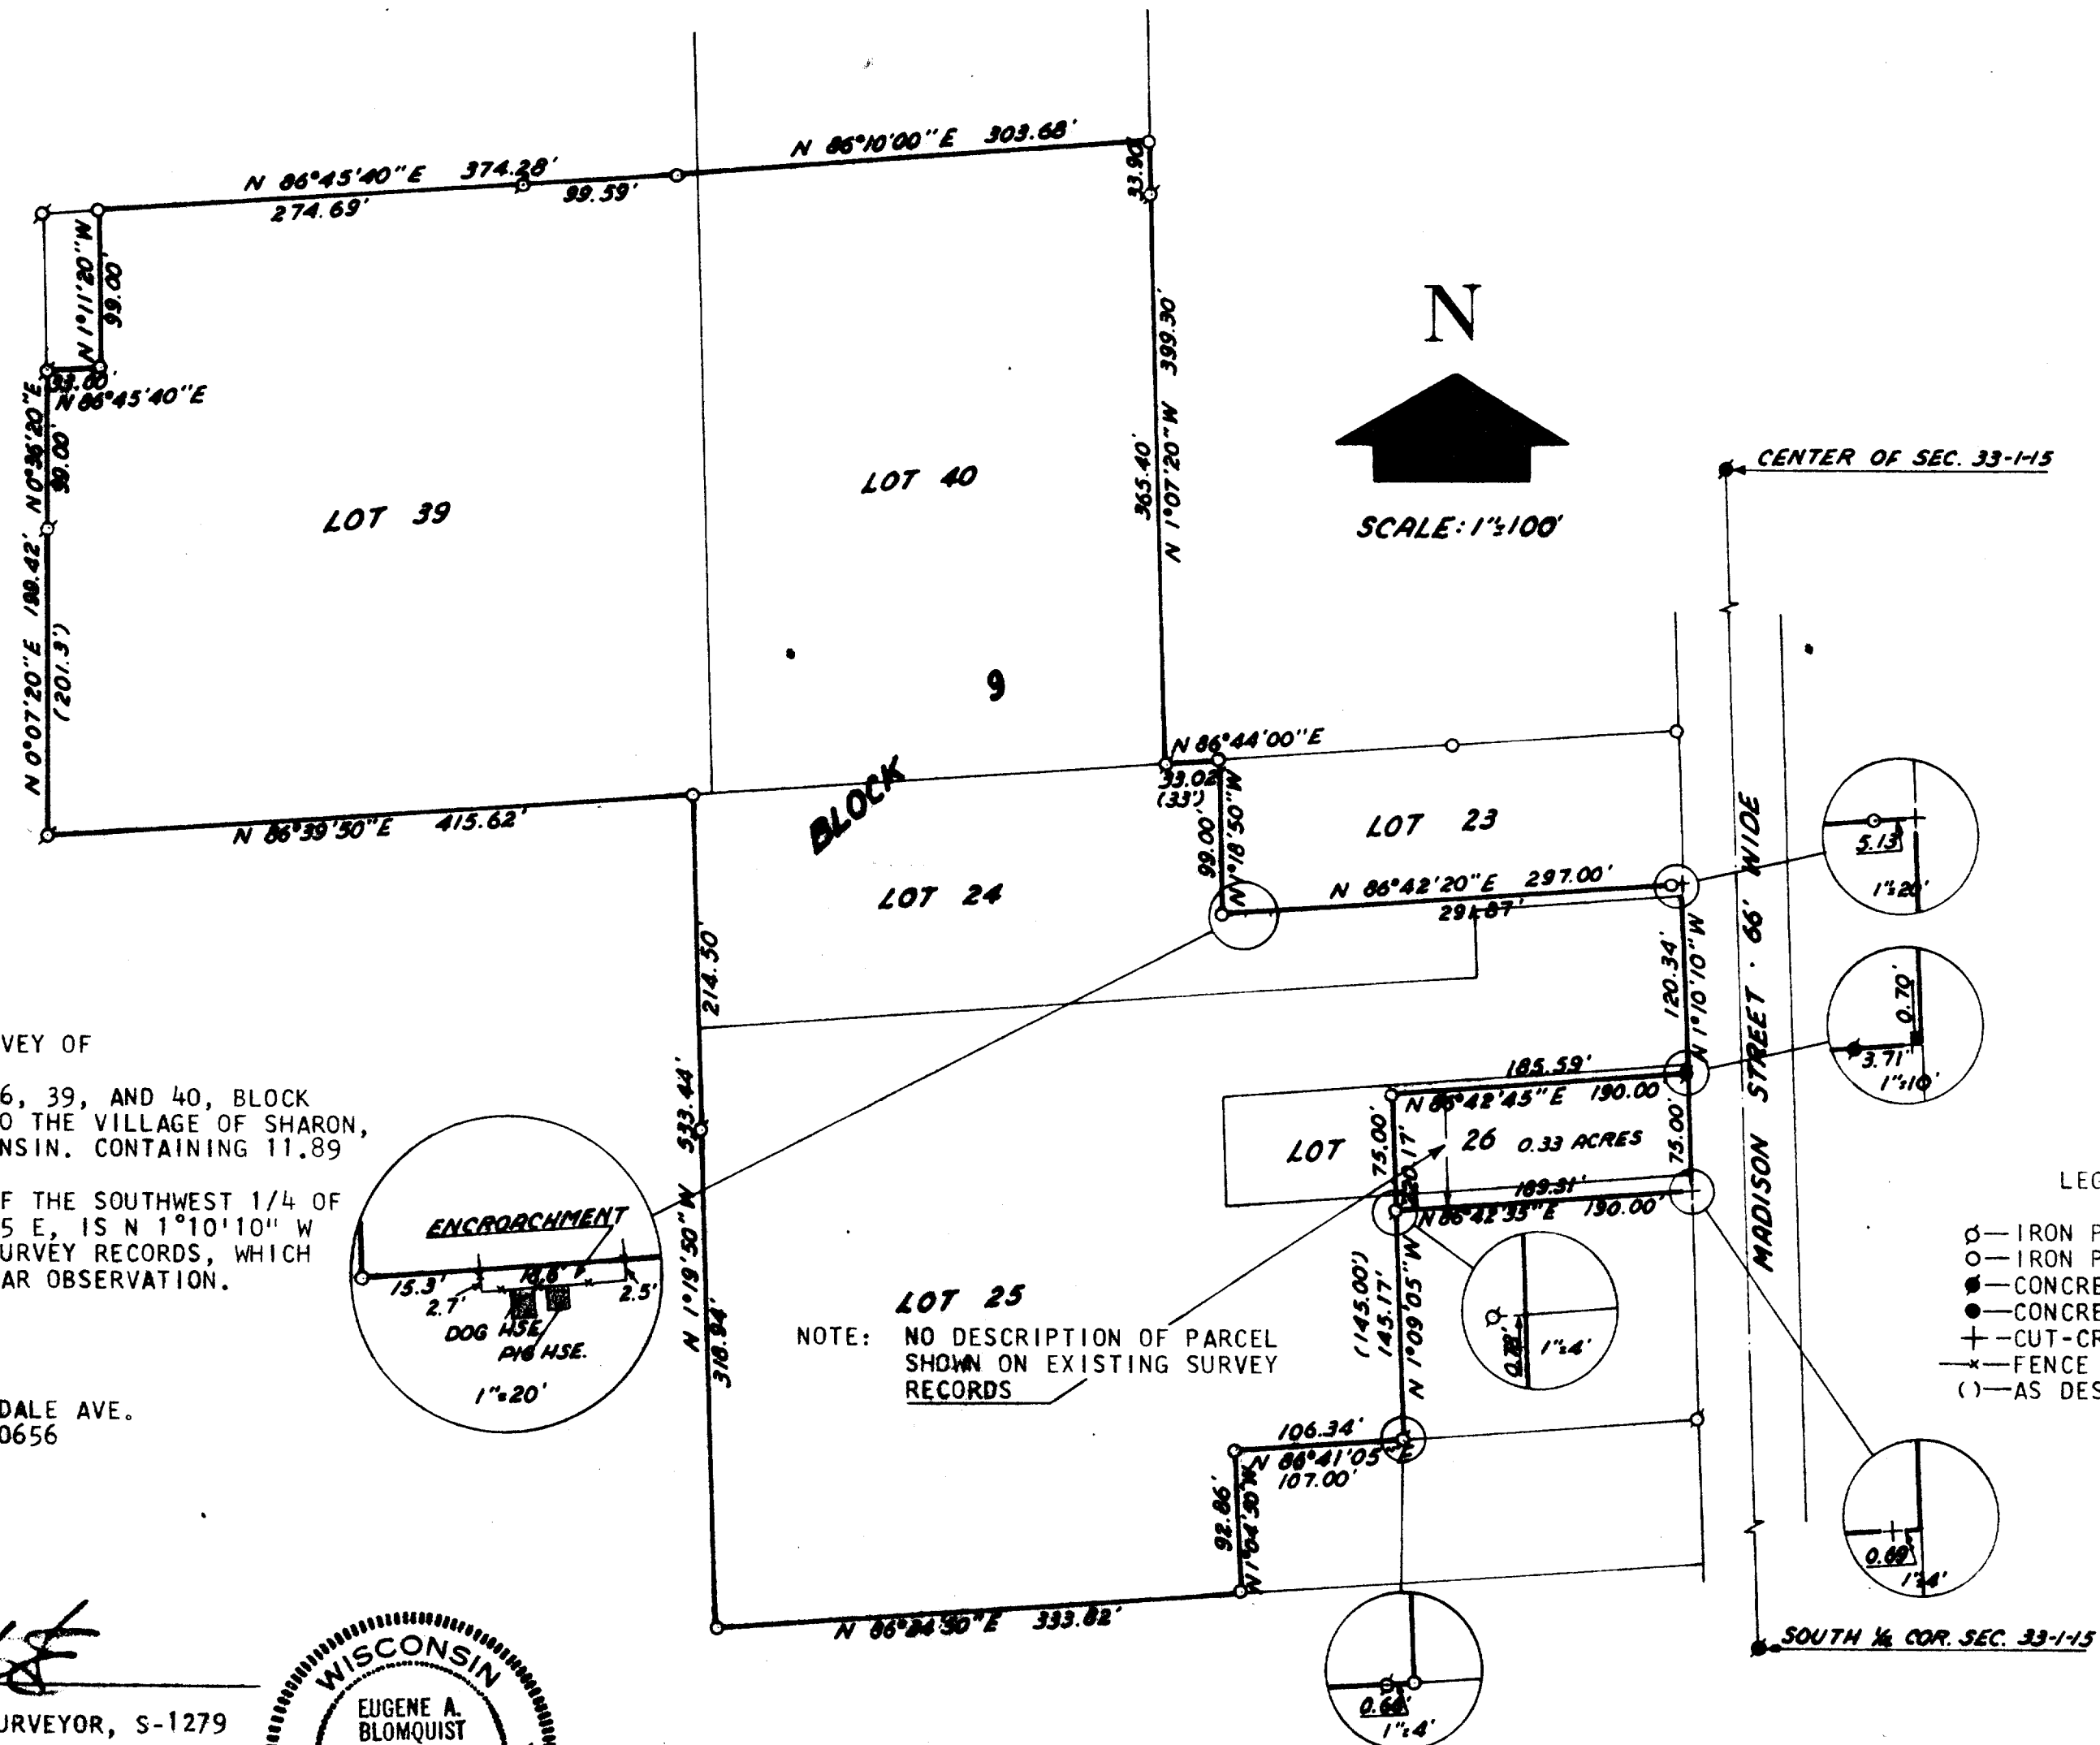 N 86°10'00"E 303.68'
N 86°45'40"E 374.28'
274.69'
99.59'
33.90'
N 1°11'20"W
99.00'
33.00'
N 86°45'40"E
N 0°36'20"E
99.00'
N 0°07'20"E 199.42'
(201.3')
LOT 39
LOT 40
365.40'
N 1°07'20"W 399.30'
N
SCALE: 1"=100'
CENTER OF SEC. 33-1-15
9
BLOCK
N 86°39'50"E 415.62'
N 86°44'00"E
33.02'
(33')
99.00'
N 1°18'50"W
LOT 23
LOT 24
N 86°42'20"E 297.00'
291.87'
5.13'
1"=20'
214.50'
120.34'
N 1°10'10"W
MADISON STREET · 66' WIDE
0.70'
3.71'
1"=10'
185.59'
N 86°42'45"E 190.00'
75.00'
LOT 26 0.33 ACRES
75.00'
189.31'
N 86°42'35"E 190.00'
VEY OF
6, 39, AND 40, BLOCK
O THE VILLAGE OF SHARON,
NSIN. CONTAINING 11.89
F THE SOUTHWEST 1/4 OF
5 E, IS N 1°10'10" W
URVEY RECORDS, WHICH
AR OBSERVATION.
ENCROACHMENT
15.3'
2.7'
2.5'
DOG HSE.
PIG HSE.
1"=20'
N 1°19'50"W 533.44'
318.94'
LOT 25
NOTE: NO DESCRIPTION OF PARCEL
SHOWN ON EXISTING SURVEY
RECORDS
(145.00')
145.17'
N 1°09'05"W
1"=4'
LEG
IRON P
IRON P
CONCRE
CONCRE
CUT-CR
FENCE
()—AS DES
DALE AVE.
0656
106.34'
N 86°41'05"E
107.00'
92.86'
N 1°04'50"W
333.82'
0.69'
1"=4'
0.66'
1"=4'
SOUTH ¼ COR. SEC. 33-1-15
URVEYOR, S-1279
WISCONSIN
EUGENE A.
BLOMQUIST